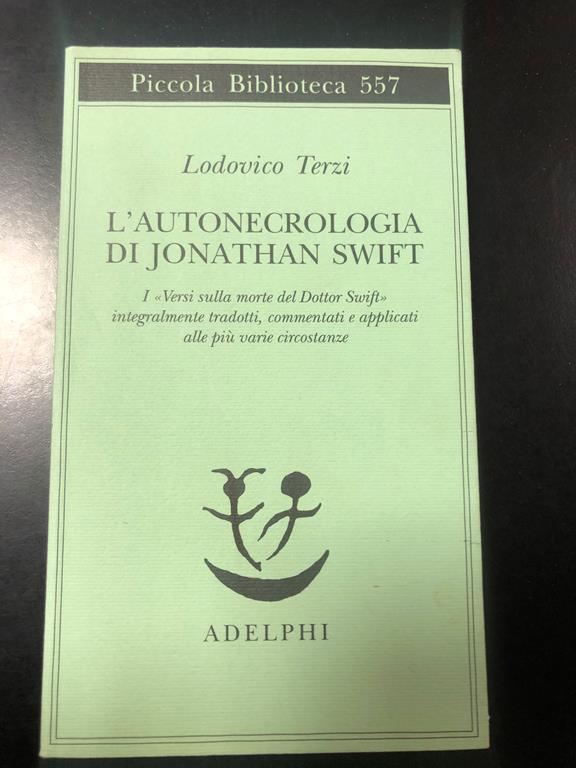 Piccola Biblioteca 557
Lodovico Terzi
L'AUTONECROLOGIA
DI JONATHAN SWIFT
I «Versi sulla morte del Dottor Swift»
integralmente tradotti, commentati e applicati
alle più varie circostanze
ADELPHI